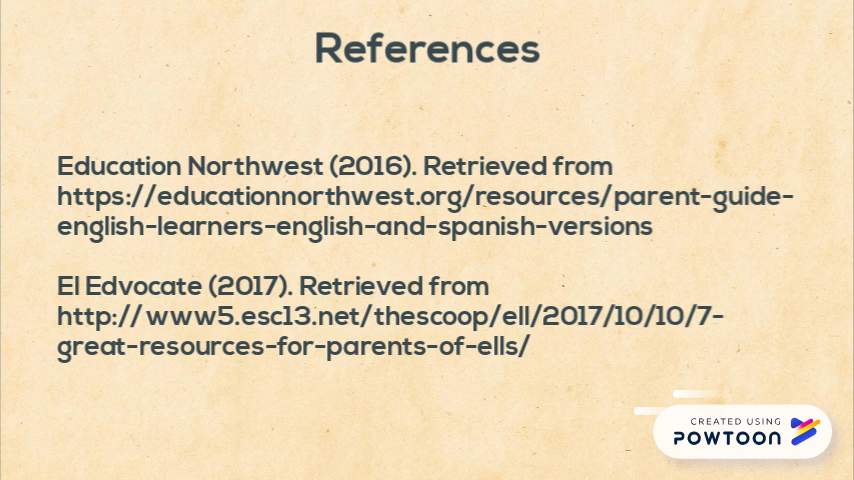 References
Education Northwest (2016). Retrieved from
https://educationnorthwest.org/resources/parent-guide-
english-learners-english-and-spanish-versions
El Edvocate (2017). Retrieved from
http://www5.esc13.net/thescoop/ell/2017/10/10/7-
great-resources-for-parents-of-ells/
CREATED USING
POWTOON